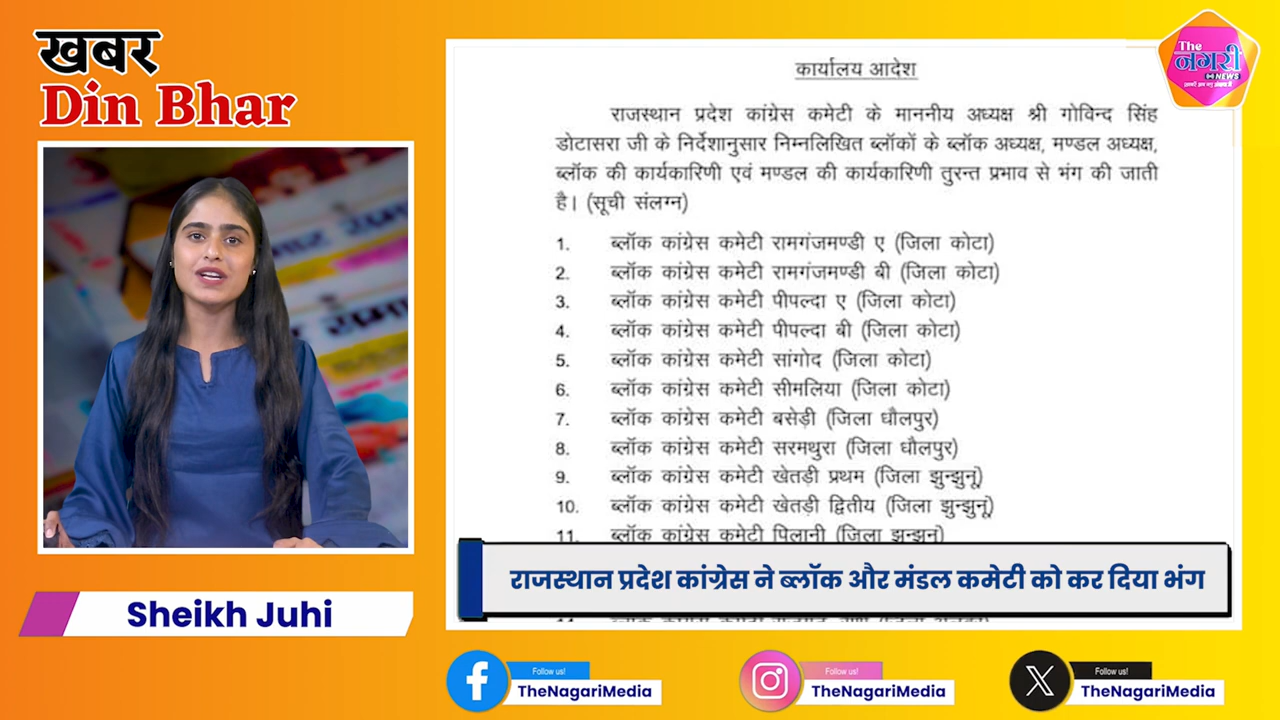 खबर
Din Bhar
The
नगरी
NEWS
कार्यालय आदेश
राजस्थान प्रदेश कांग्रेस कमेटी के माननीय अध्यक्ष श्री गोविन्द सिंह
डोटासरा जी के निर्देशानुसार निम्नलिखित ब्लॉकों के ब्लॉक अध्यक्ष, मण्डल अध्यक्ष,
ब्लॉक की कार्यकारिणी एवं मण्डल की कार्यकारिणी तुरन्त प्रभाव से भंग की जाती
है। (सूची संलग्न)
1. ब्लॉक कांग्रेस कमेटी रामगंजमण्डी ए (जिला कोटा)
2. ब्लॉक कांग्रेस कमेटी रामगंजमण्डी बी (जिला कोटा)
3. ब्लॉक कांग्रेस कमेटी पीपल्दा ए (जिला कोटा)
4. ब्लॉक कांग्रेस कमेटी पीपल्दा बी (जिला कोटा)
5. ब्लॉक कांग्रेस कमेटी सांगोद (जिला कोटा)
6. ब्लॉक कांग्रेस कमेटी सीमलिया (जिला कोटा)
7. ब्लॉक कांग्रेस कमेटी बसेड़ी (जिला धौलपुर)
8. ब्लॉक कांग्रेस कमेटी सरमथुरा (जिला धौलपुर)
9. ब्लॉक कांग्रेस कमेटी खेतड़ी प्रथम (जिला झुन्झुनूं)
10. ब्लॉक कांग्रेस कमेटी खेतड़ी द्वितीय (जिला झुन्झुनूं)
11. ब्लॉक कांग्रेस कमेटी पिलानी (जिला झुन्झुनूं)
राजस्थान प्रदेश कांग्रेस ने ब्लॉक और मंडल कमेटी को कर दिया भंग
Sheikh Juhi
Follow us!
TheNagariMedia
Follow us!
TheNagariMedia
Follow us!
TheNagariMedia